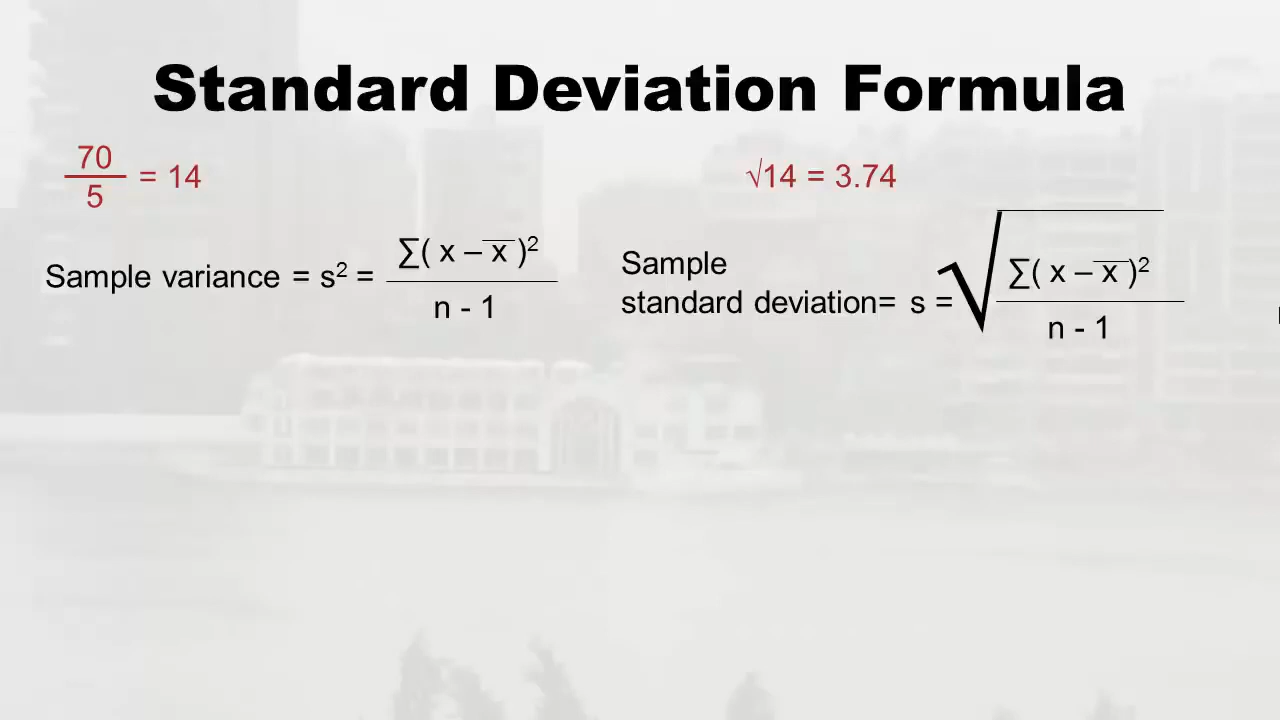 Standard Deviation Formula
70
5
= 14
√14 = 3.74
Sample variance = s² = ∑( x – x̅ )²
n - 1
Sample
standard deviation= s = √ ∑( x – x̅ )²
n - 1